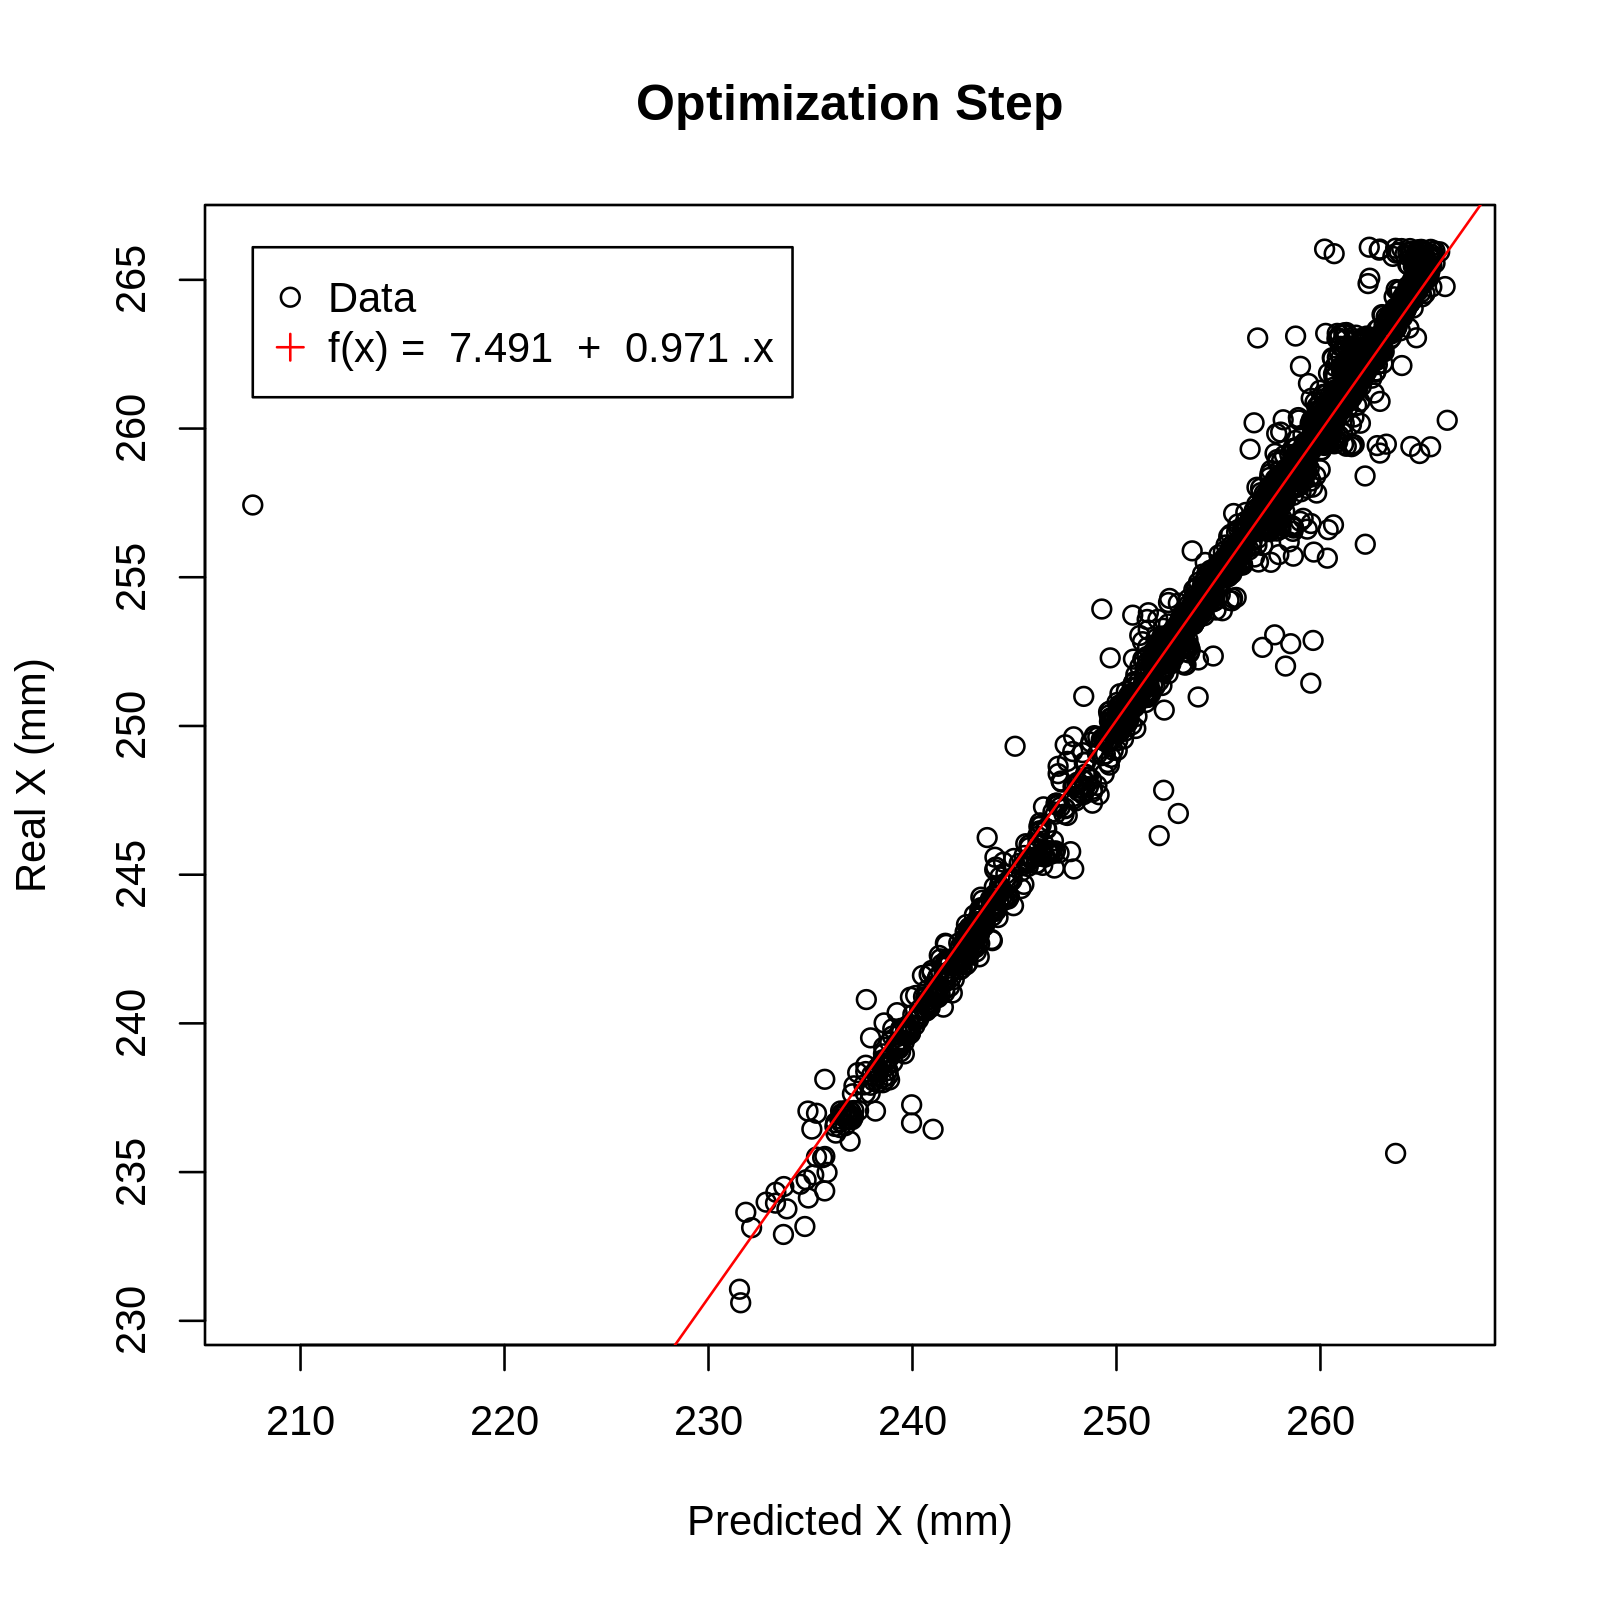 Optimization Step
Data
f(x) =  7.491  +  0.971 .x
Real X (mm)
265
260
255
250
245
240
235
230
210 220 230 240 250 260
Predicted X (mm)